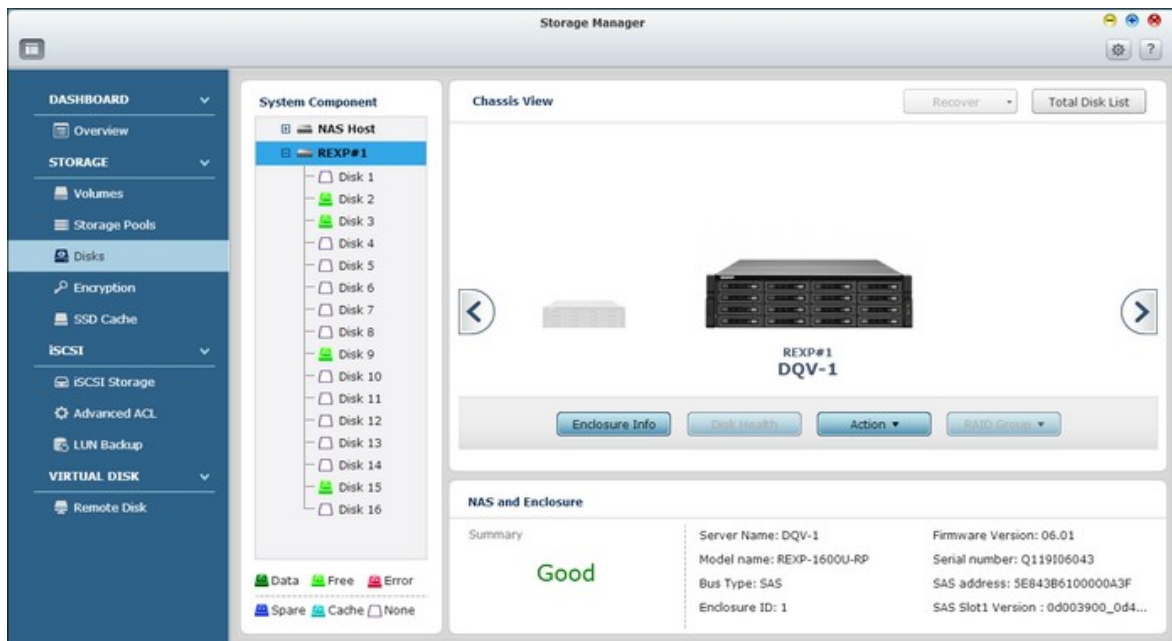 Storage Manager
DASHBOARD
Overview
STORAGE
Volumes
Storage Pools
Disks
Encryption
SSD Cache
iSCSI
iSCSI Storage
Advanced ACL
LUN Backup
VIRTUAL DISK
Remote Disk
System Component
NAS Host
REXP#1
Disk 1
Disk 2
Disk 3
Disk 4
Disk 5
Disk 6
Disk 7
Disk 8
Disk 9
Disk 10
Disk 11
Disk 12
Disk 13
Disk 14
Disk 15
Disk 16
Data Free Error
Spare Cache None
Chassis View
Recover
Total Disk List
REXP#1
DQV-1
Enclosure Info
Disk Health
Action
RAID Group
NAS and Enclosure
Summary
Good
Server Name: DQV-1
Model name: REXP-1600U-RP
Bus Type: SAS
Enclosure ID: 1
Firmware Version: 06.01
Serial number: Q119I06043
SAS address: 5E843B6100000A3F
SAS Slot1 Version : 0d003900_0d4...